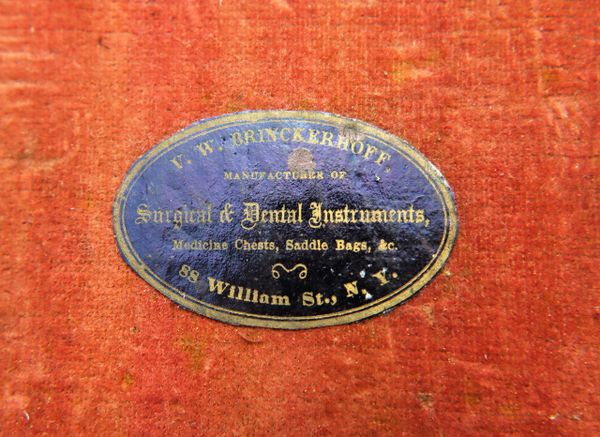 V. W. BRINCKERHOFF,
MANUFACTURER OF
Surgical & Dental Instruments,
Medicine Chests, Saddle Bags, &c.
88 William St., N. Y.